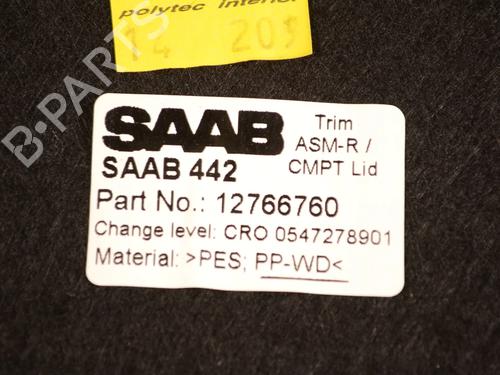 polytec interior
14 209
B-PARTS
SAAB
Trim
ASM-R /
CMPT Lid
SAAB 442
Part No.: 12766760
Change level: CRO 0547278901
Material: >PES; PP-WD<